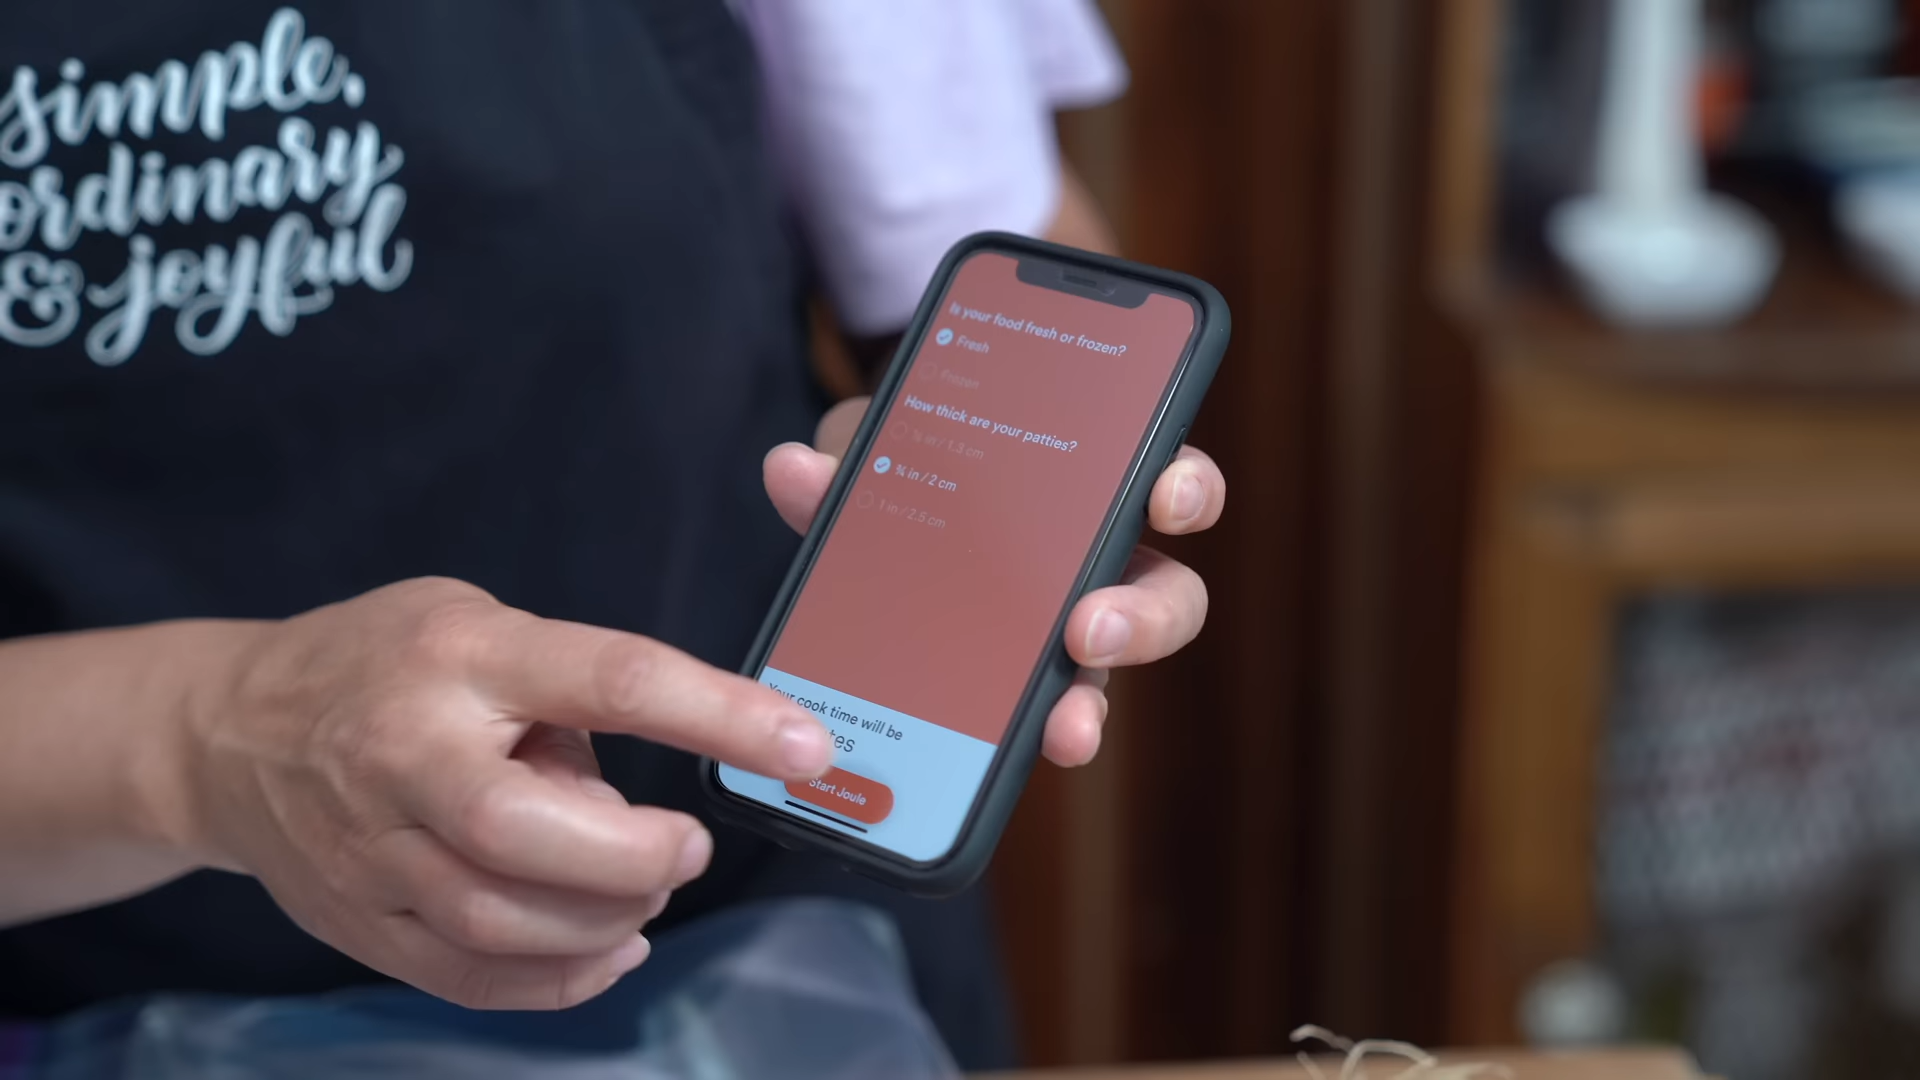 simple,
ordinary
& joyful
Is your food fresh or frozen?
Fresh
Frozen
How thick are your patties?
½ in / 1.3 cm
¾ in / 2 cm
1 in / 2.5 cm
Your cook time will be
Start Joule